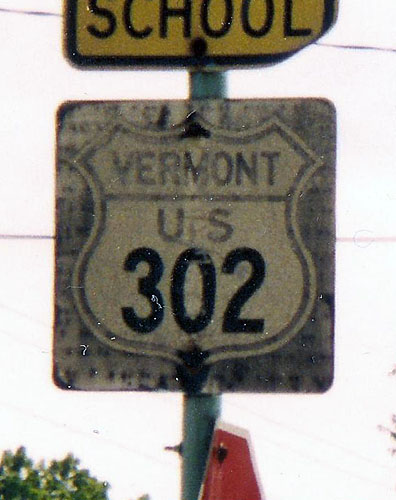 SCHOOL
VERMONT
U S
302